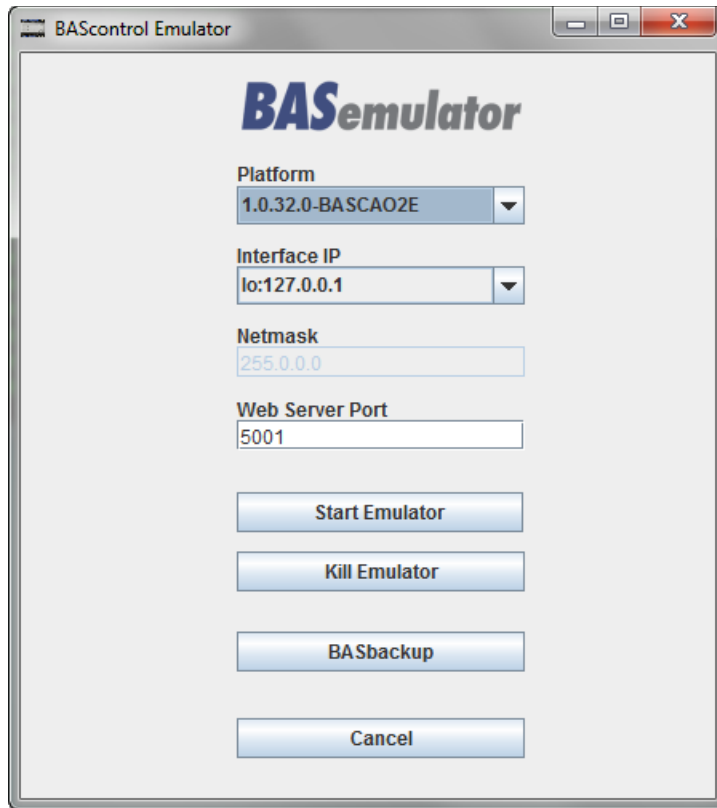 BAScontrol Emulator
BASemulator
Platform
1.0.32.0-BASCAO2E
Interface IP
lo:127.0.0.1
Netmask
255.0.0.0
Web Server Port
5001
Start Emulator
Kill Emulator
BASbackup
Cancel